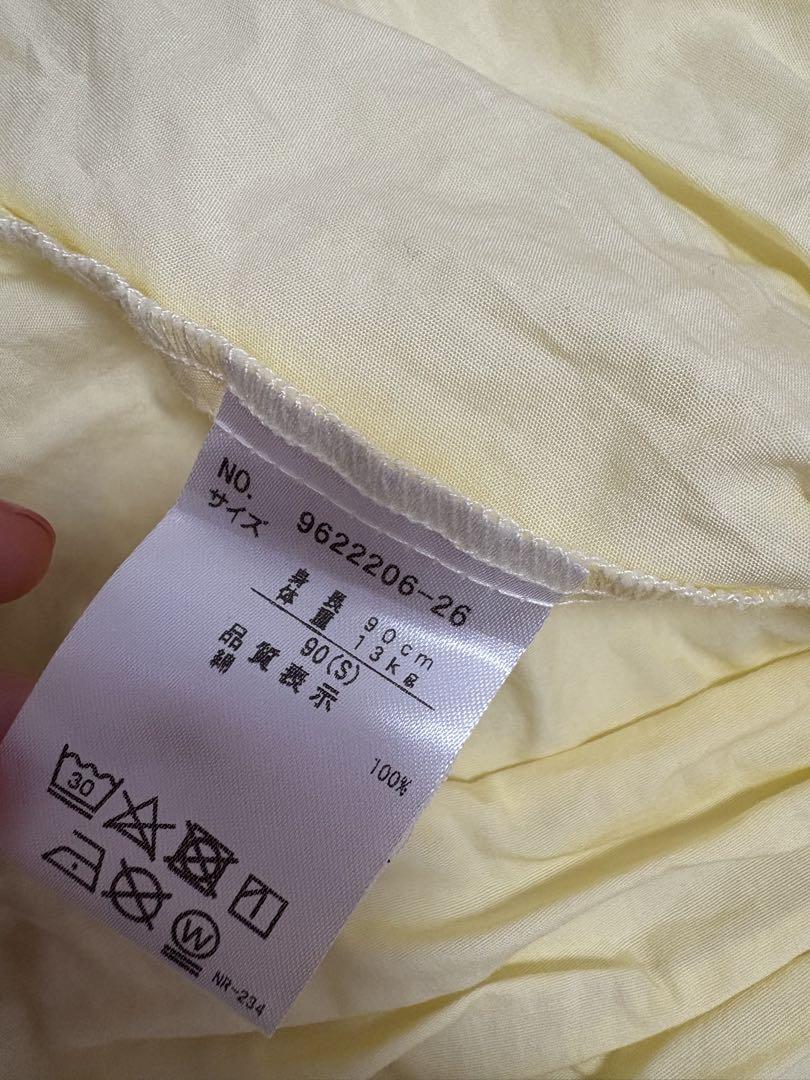 NO. 9622206-26
サイズ
身長 90cm
体重 13kg
90(S)
品質表示
綿 100%
30
W
NR-234